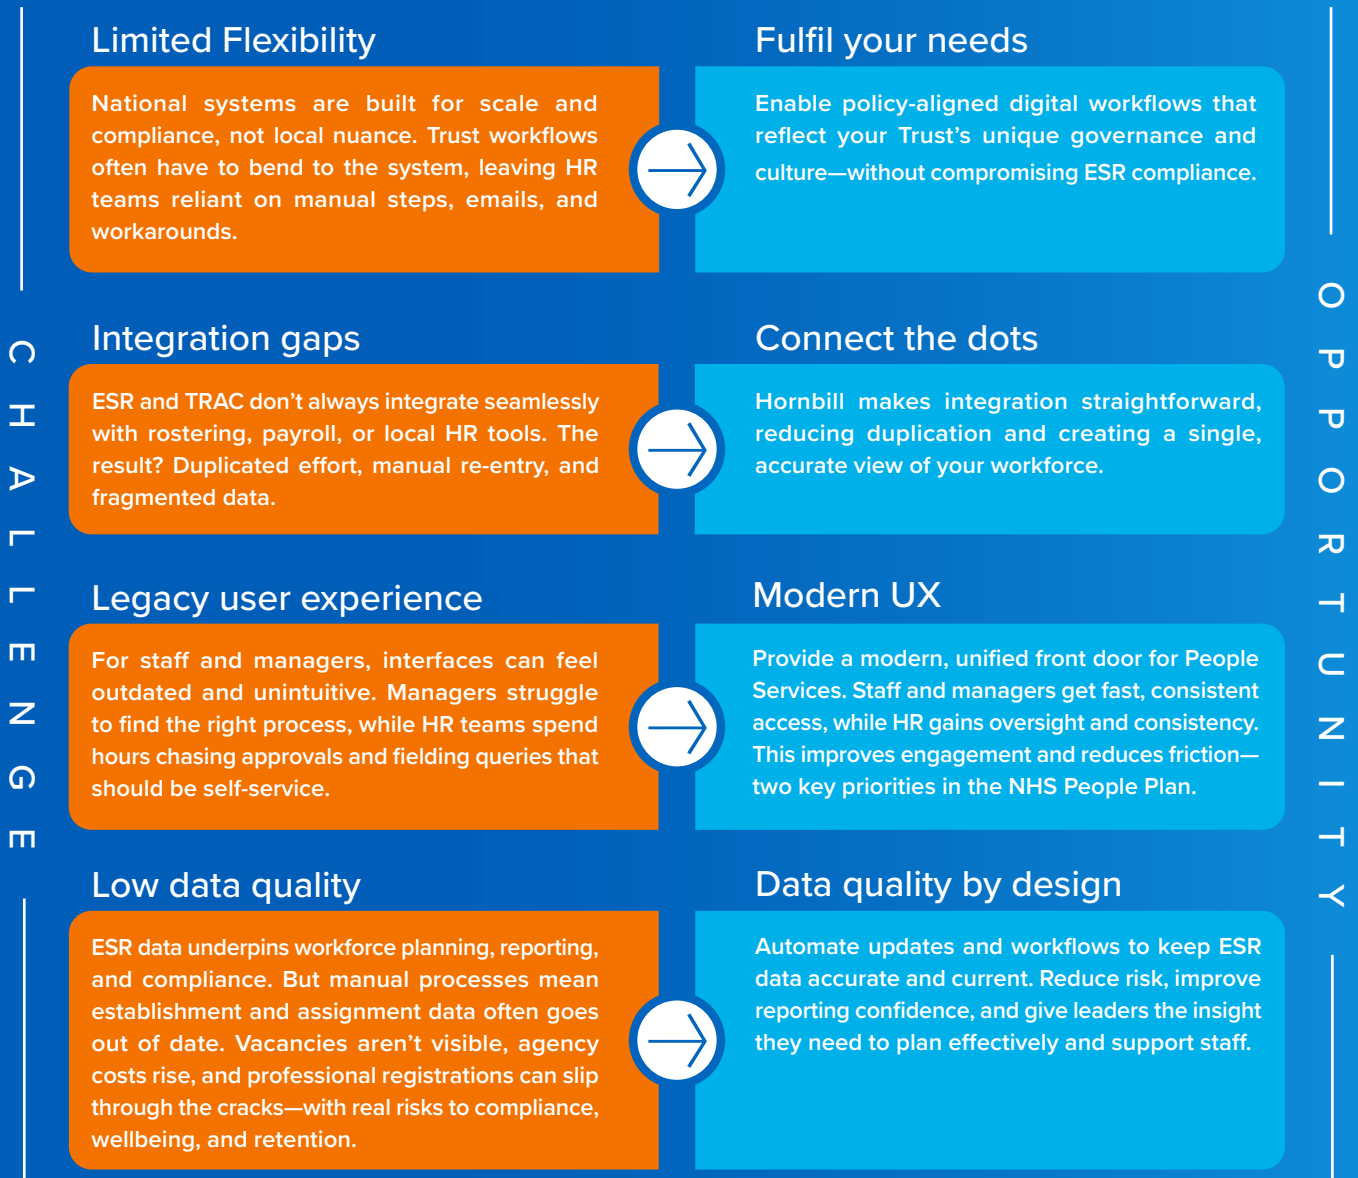 Limited Flexibility
National systems are built for scale and
compliance, not local nuance. Trust workflows
often have to bend to the system, leaving HR
teams reliant on manual steps, emails, and
workarounds.
Fulfil your needs
Enable policy-aligned digital workflows that
reflect your Trust's unique governance and
culture—without compromising ESR compliance.
Integration gaps
ESR and TRAC don't always integrate seamlessly
with rostering, payroll, or local HR tools. The
result? Duplicated effort, manual re-entry, and
fragmented data.
Connect the dots
Hornbill makes integration straightforward,
reducing duplication and creating a single,
accurate view of your workforce.
Legacy user experience
For staff and managers, interfaces can feel
outdated and unintuitive. Managers struggle
to find the right process, while HR teams spend
hours chasing approvals and fielding queries that
should be self-service.
Modern UX
Provide a modern, unified front door for People
Services. Staff and managers get fast, consistent
access, while HR gains oversight and consistency.
This improves engagement and reduces friction—
two key priorities in the NHS People Plan.
Low data quality
ESR data underpins workforce planning, reporting,
and compliance. But manual processes mean
establishment and assignment data often goes
out of date. Vacancies aren't visible, agency
costs rise, and professional registrations can slip
through the cracks—with real risks to compliance,
wellbeing, and retention.
Data quality by design
Automate updates and workflows to keep ESR
data accurate and current. Reduce risk, improve
reporting confidence, and give leaders the insight
they need to plan effectively and support staff.
CHALLENGE
OPPORTUNITY